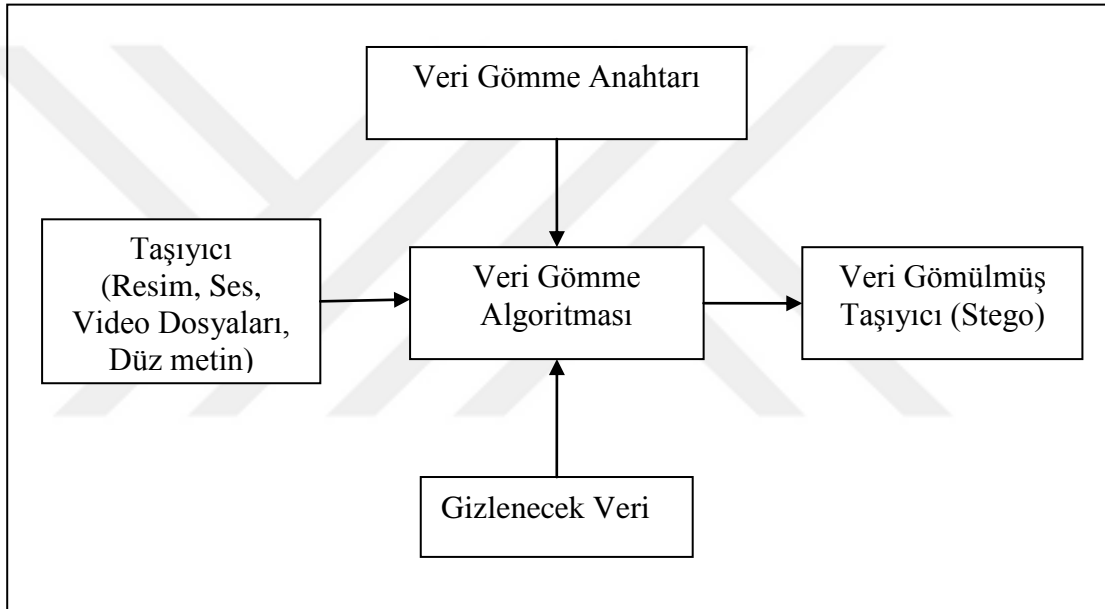 Veri Gömme Anahtarı
Taşıyıcı
(Resim, Ses,
Video Dosyaları,
Düz metin)
Veri Gömme
Algoritması
Veri Gömülmüş
Taşıyıcı (Stego)
Gizlenecek Veri